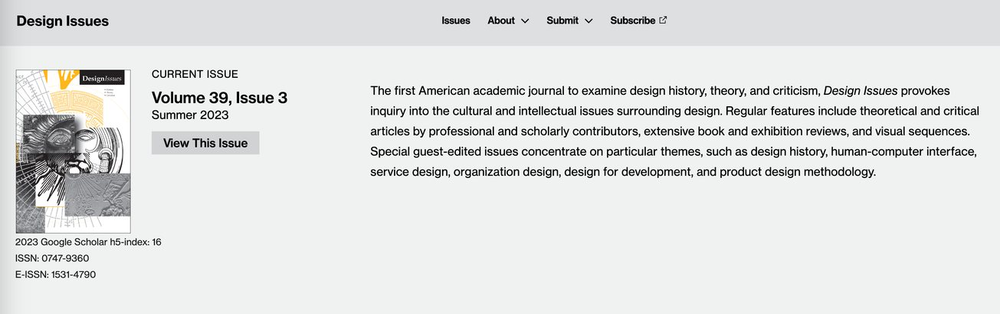 Design Issues
Issues
About
Submit
Subscribe
DesignIssues
CURRENT ISSUE
Volume 39, Issue 3
Summer 2023
View This Issue
The first American academic journal to examine design history, theory, and criticism, Design Issues provokes
inquiry into the cultural and intellectual issues surrounding design. Regular features include theoretical and critical
articles by professional and scholarly contributors, extensive book and exhibition reviews, and visual sequences.
Special guest-edited issues concentrate on particular themes, such as design history, human-computer interface,
service design, organization design, design for development, and product design methodology.
2023 Google Scholar h5-index: 16
ISSN: 0747-9360
E-ISSN: 1531-4790